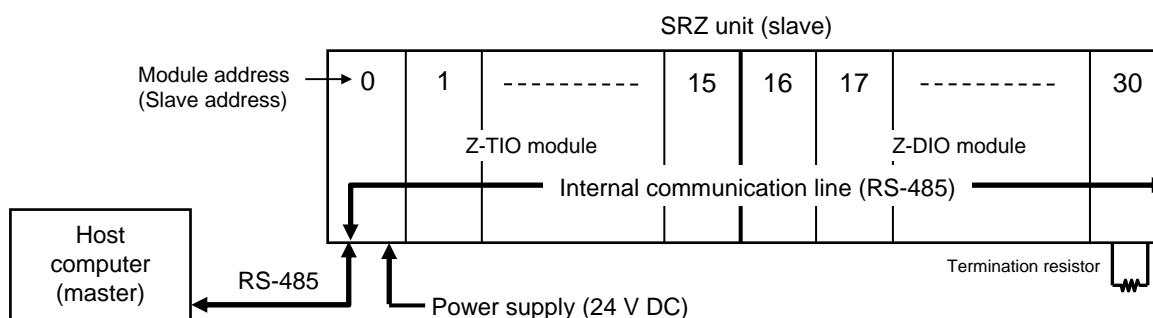 SRZ unit (slave)
Module address
(Slave address)
0
1
15
16
17
30
Z-TIO module
Z-DIO module
Internal communication line (RS-485)
Host
computer
(master)
RS-485
Termination resistor
Power supply (24 V DC)